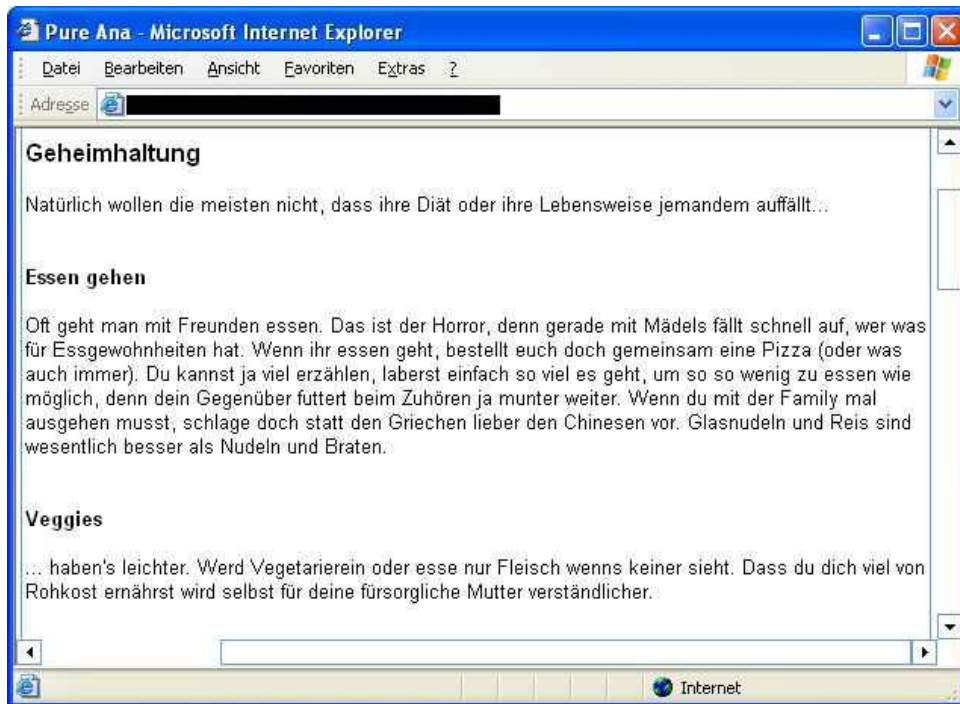 Pure Ana - Microsoft Internet Explorer
Datei Bearbeiten Ansicht Favoriten Extras ?
Adresse
Geheimhaltung
Natürlich wollen die meisten nicht, dass ihre Diät oder ihre Lebensweise jemandem auffällt...
Essen gehen
Oft geht man mit Freunden essen. Das ist der Horror, denn gerade mit Mädels fällt schnell auf, wer was
für Essgewohnheiten hat. Wenn ihr essen geht, bestellt euch doch gemeinsam eine Pizza (oder was
auch immer). Du kannst ja viel erzählen, laberst einfach so viel es geht, um so so wenig zu essen wie
möglich, denn dein Gegenüber futtert beim Zuhören ja munter weiter. Wenn du mit der Family mal
ausgehen musst, schlage doch statt den Griechen lieber den Chinesen vor. Glasnudeln und Reis sind
wesentlich besser als Nudeln und Braten.
Veggies
... haben's leichter. Werd Vegetarierein oder esse nur Fleisch wenns keiner sieht. Dass du dich viel von
Rohkost ernährst wird selbst für deine fürsorgliche Mutter verständlicher.
Internet